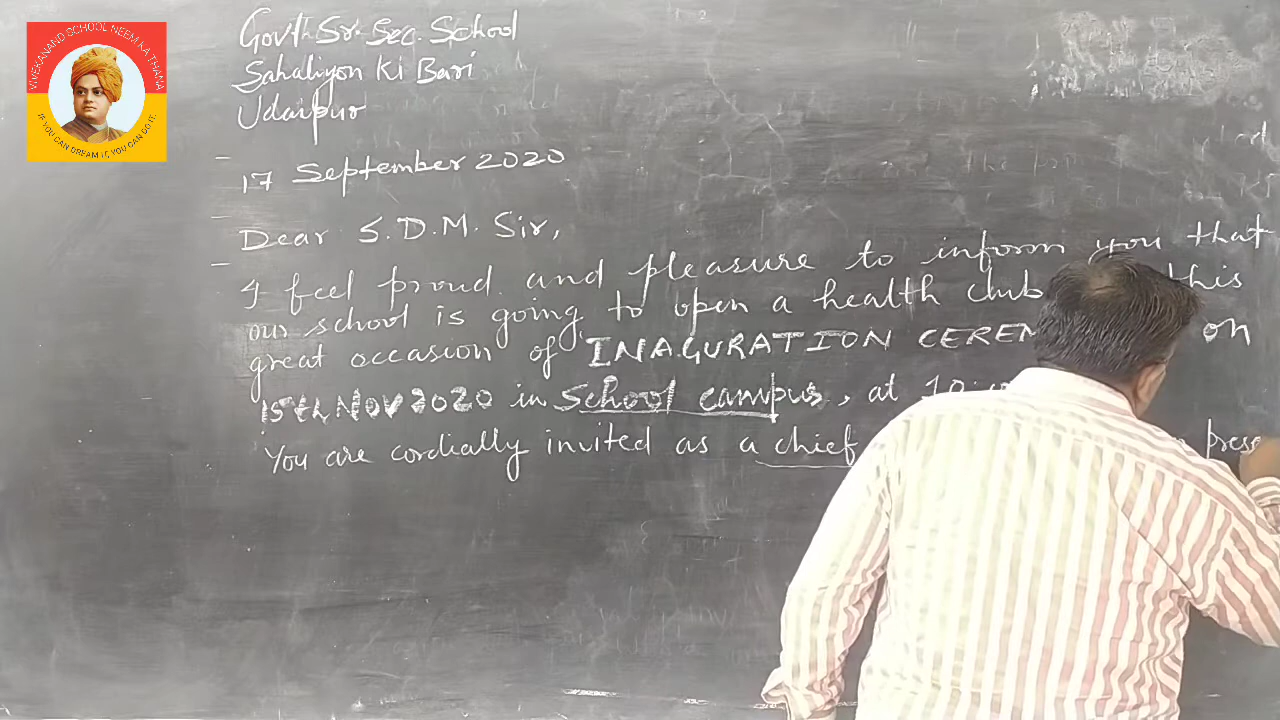 VIVEKANAND SCHOOL NEEM KA THANA
IF YOU CAN DREAM IT, YOU CAN DO IT.
Govt Sr. Sec. School
Sahaliyon Ki Bari
Udaipur
17 September 2020
Dear S.D.M. Sir,
I feel proud and pleasure to inform you that
our school is going to open a health club this
great occasion of INAGURATION CEREM on
15th NOV 2020 in School campus, at 10
You are cordially invited as a chief prese